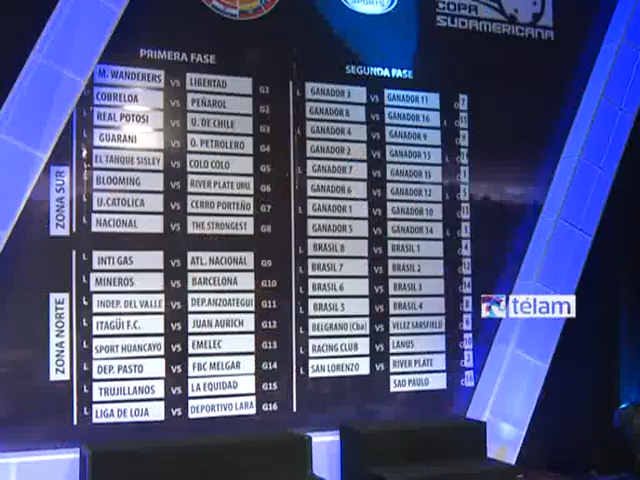 SPORTS
COPA
SUDAMERICANA
PRIMERA FASE
ZONA SUR
L M. WANDERERS VS LIBERTAD G1
COBRELOA VS PEÑAROL G2
REAL POTOSI VS U. DE CHILE G3
GUARANI VS O. PETROLERO G4
L EL TANQUE SISLEY VS COLO COLO G5
L BLOOMING VS RIVER PLATE URU. G6
L U.CATOLICA VS CERRO PORTEÑO G7
L NACIONAL VS THE STRONGEST G8
ZONA NORTE
L INTI GAS VS ATL. NACIONAL G9
L MINEROS VS BARCELONA G10
L INDEP. DEL VALLE VS DEP.ANZOATEGUI G11
L ITAGÜI F.C. VS JUAN AURICH G12
L SPORT HUANCAYO VS EMELEC G13
L DEP. PASTO VS FBC MELGAR G14
L TRUJILLANOS VS LA EQUIDAD G15
L LIGA DE LOJA VS DEPORTIVO LARA G16
SEGUNDA FASE
L GANADOR 3 VS GANADOR 11
GANADOR 8 VS GANADOR 16
L GANADOR 4 VS GANADOR 9
GANADOR 2 VS GANADOR 13
L GANADOR 7 VS GANADOR 15
L GANADOR 6 VS GANADOR 12
L GANADOR 1 VS GANADOR 10
L GANADOR 5 VS GANADOR 14
L BRASIL 8 VS BRASIL 1
L BRASIL 7 VS BRASIL 2
L BRASIL 6 VS BRASIL 3
L BRASIL 5 VS BRASIL 4
L BELGRANO (Cba) VS VELEZ SARSFIELD
L RACING CLUB VS LANUS
L SAN LORENZO VS RIVER PLATE
SAO PAULO
télam